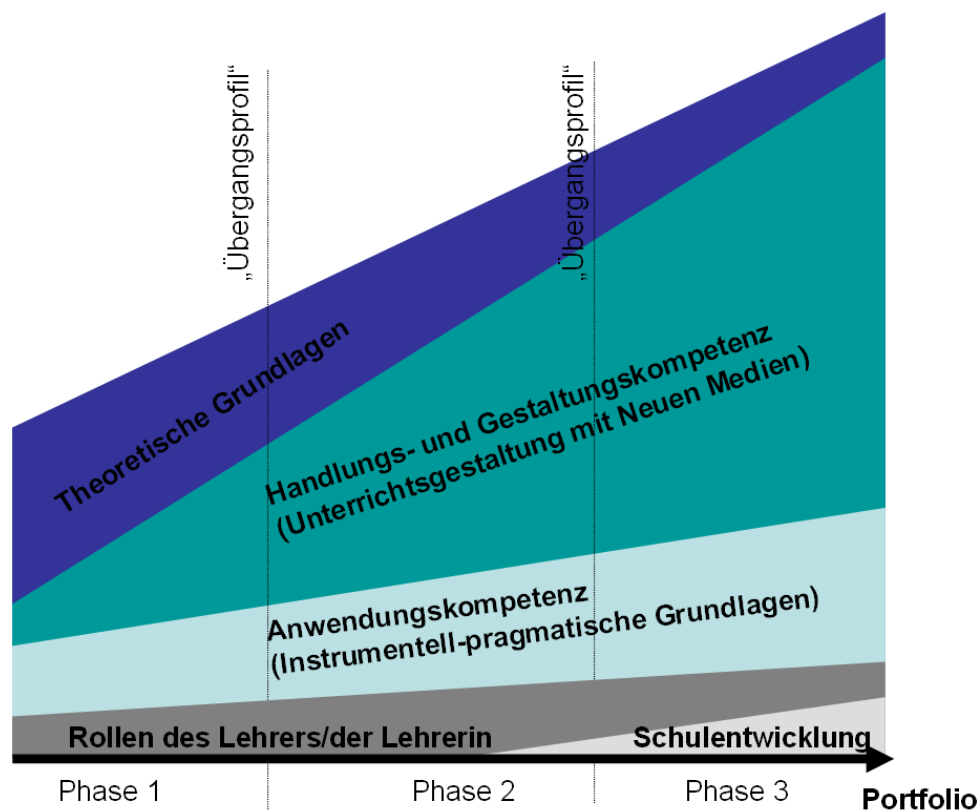 „Übergangsprofil“
„Übergangsprofil“
Theoretische Grundlagen
Handlungs- und Gestaltungskompetenz
(Unterrichtsgestaltung mit Neuen Medien)
Anwendungskompetenz
(Instrumentell-pragmatische Grundlagen)
Rollen des Lehrers/der Lehrerin
Schulentwicklung
Phase 1
Phase 2
Phase 3
Portfolio